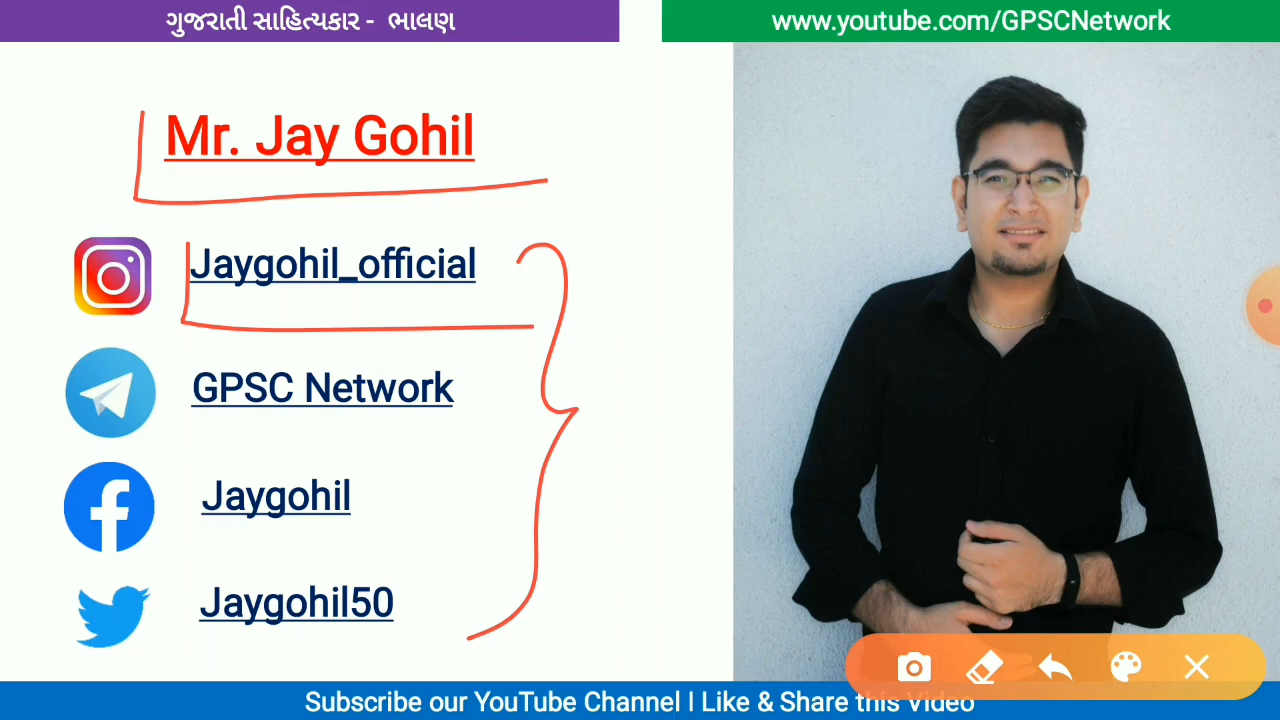 ગુજરાતી સાહિત્યકાર - ભાલણ
www.youtube.com/GPSCNetwork
Mr. Jay Gohil
Jaygohil_official
GPSC Network
Jaygohil
Jaygohil50
Subscribe our YouTube Channel l Like & Share this Video